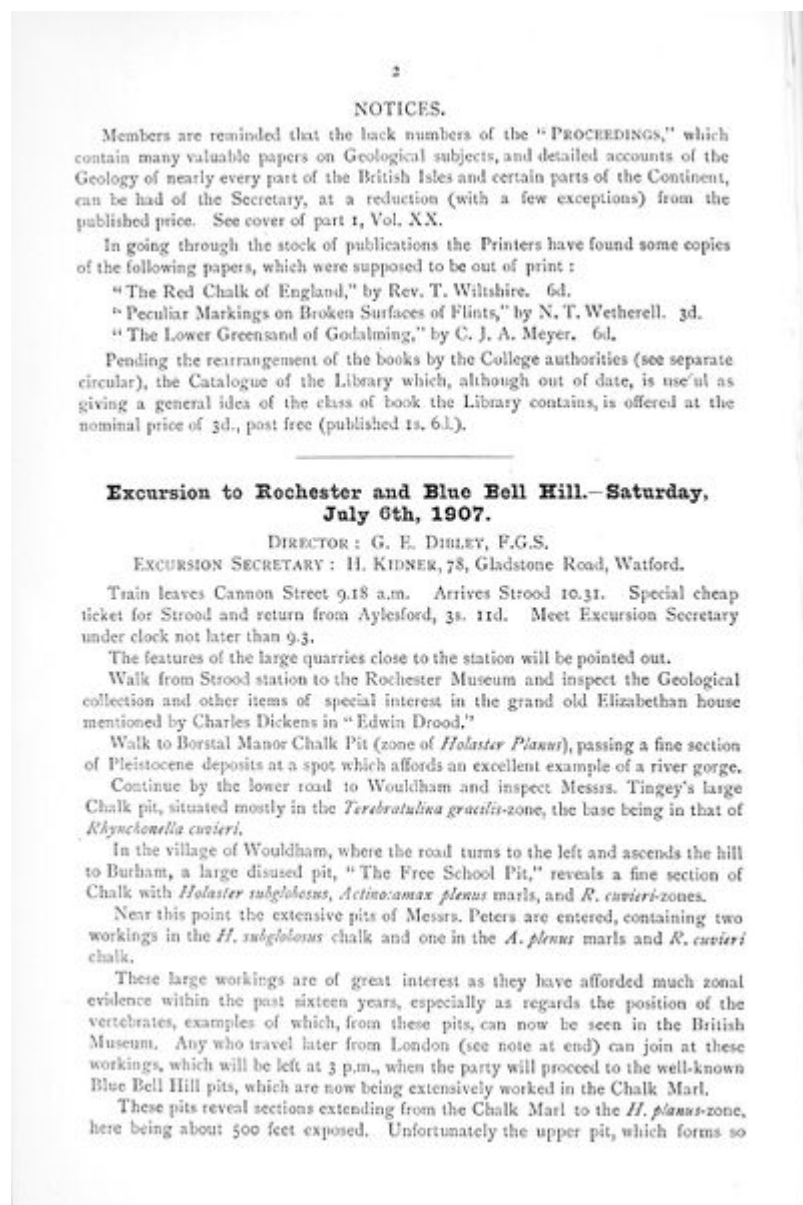 2
NOTICES.
Members are reminded that the back numbers of the "PROCEEDINGS," which
contain many valuable papers on Geological subjects, and detailed accounts of the
Geology of nearly every part of the British Isles and certain parts of the Continent,
can be had of the Secretary, at a reduction (with a few exceptions) from the
published price. See cover of part 1, Vol. XX.
In going through the stock of publications the Printers have found some copies
of the following papers, which were supposed to be out of print :
"The Red Chalk of England," by Rev. T. Wiltshire. 6d.
"Peculiar Markings on Broken Surfaces of Flints," by N. T. Wetherell. 3d.
"The Lower Greensand of Godalming," by C. J. A. Meyer. 6d.
Pending the rearrangement of the books by the College authorities (see separate
circular), the Catalogue of the Library which, although out of date, is useful as
giving a general idea of the class of book the Library contains, is offered at the
nominal price of 3d., post free (published 1s. 6d.).
Excursion to Rochester and Blue Bell Hill.—Saturday,
July 6th, 1907.
DIRECTOR : G. E. DIBLEY, F.G.S.
EXCURSION SECRETARY : H. KIDNER, 78, Gladstone Road, Watford.
Train leaves Cannon Street 9.18 a.m. Arrives Strood 10.31. Special cheap
ticket for Strood and return from Aylesford, 3s. 11d. Meet Excursion Secretary
under clock not later than 9.3.
The features of the large quarries close to the station will be pointed out.
Walk from Strood station to the Rochester Museum and inspect the Geological
collection and other items of special interest in the grand old Elizabethan house
mentioned by Charles Dickens in "Edwin Drood."
Walk to Borstal Manor Chalk Pit (zone of Holaster Planus), passing a fine section
of Pleistocene deposits at a spot which affords an excellent example of a river gorge.
Continue by the lower road to Wouldham and inspect Messrs. Tingey's large
Chalk pit, situated mostly in the Terebratulina gracilis-zone, the base being in that of
Rhynchonella cuvieri.
In the village of Wouldham, where the road turns to the left and ascends the hill
to Burham, a large disused pit, "The Free School Pit," reveals a fine section of
Chalk with Holaster subglobosus, Actinocamax plenus marls, and R. cuvieri-zones.
Near this point the extensive pits of Messrs. Peters are entered, containing two
workings in the H. subglobosus chalk and one in the A. plenus marls and R. cuvieri
chalk.
These large workings are of great interest as they have afforded much zonal
evidence within the past sixteen years, especially as regards the position of the
vertebrates, examples of which, from these pits, can now be seen in the British
Museum. Any who travel later from London (see note at end) can join at these
workings, which will be left at 3 p.m., when the party will proceed to the well-known
Blue Bell Hill pits, which are now being extensively worked in the Chalk Marl.
These pits reveal sections extending from the Chalk Marl to the H. planus-zone,
here being about 500 feet exposed. Unfortunately the upper pit, which forms so